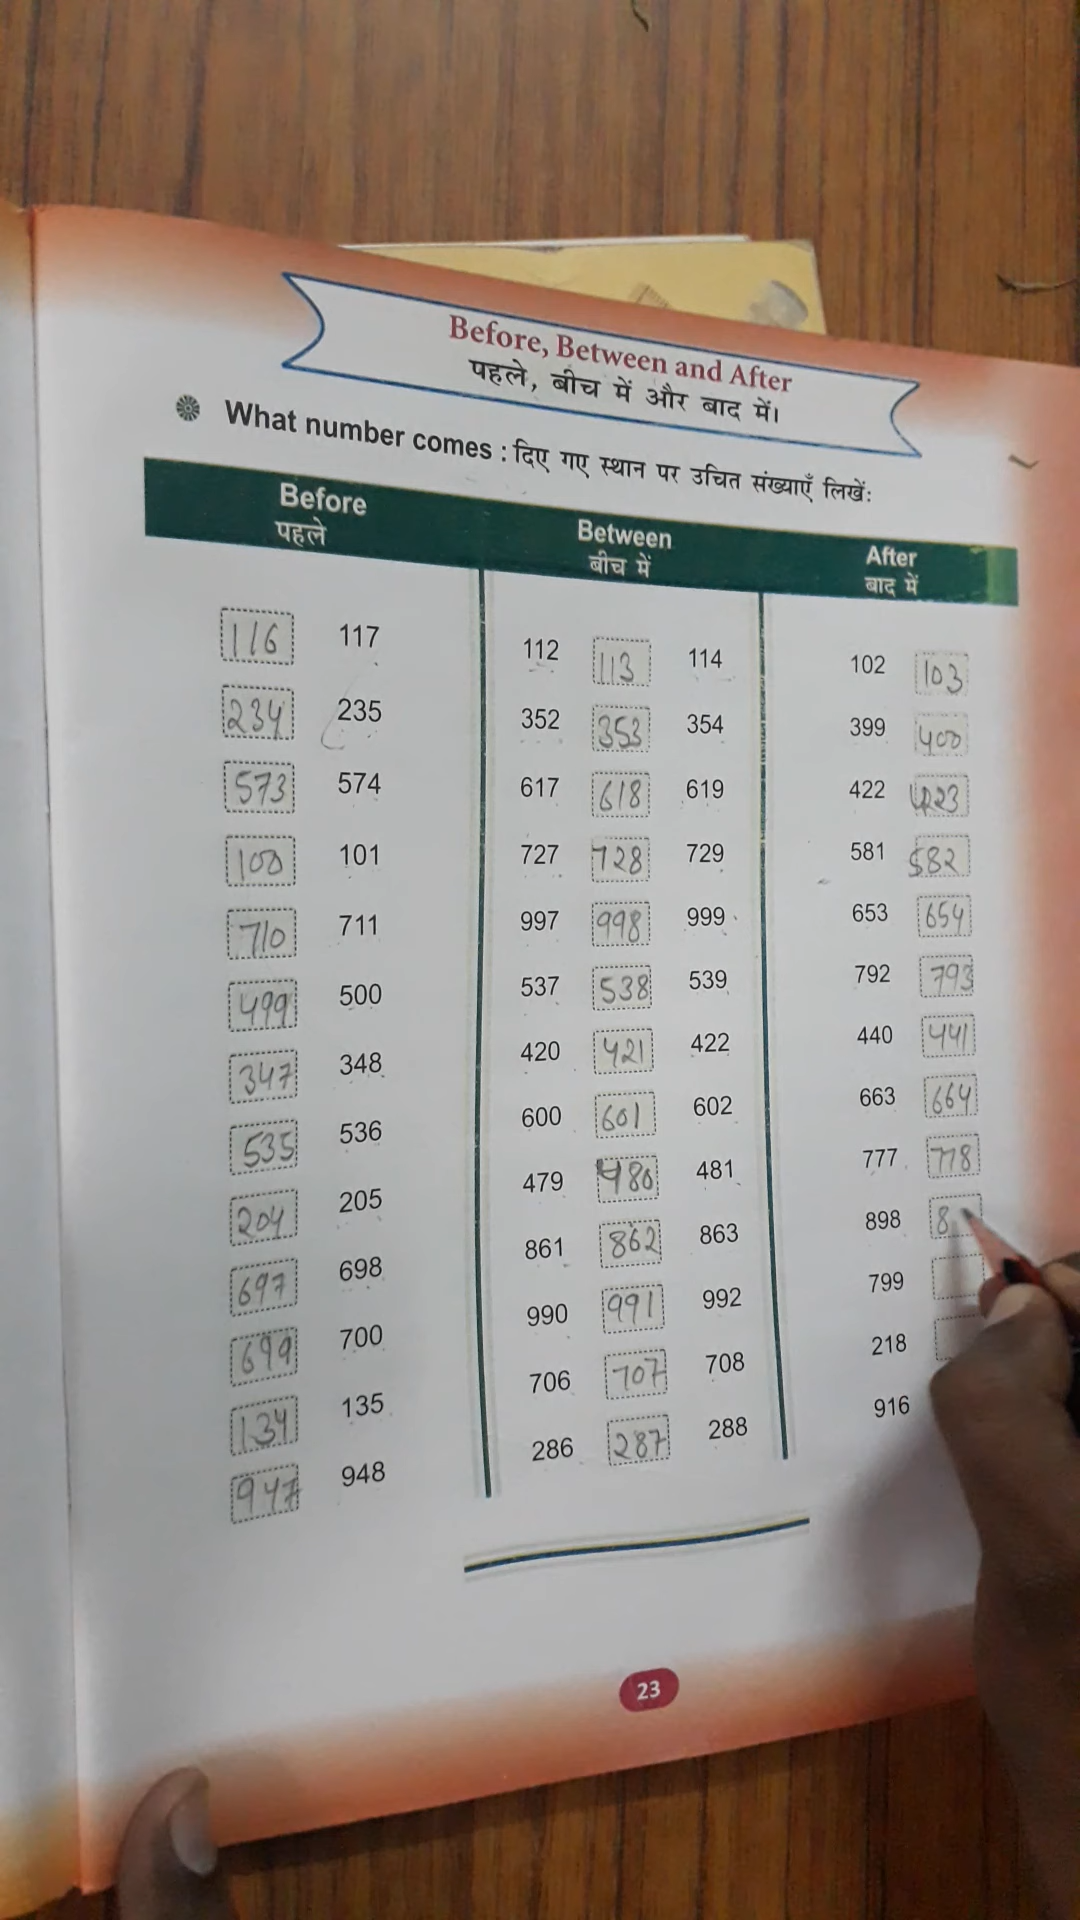 Before, Between and After
पहले, बीच में और बाद में।
What number comes : दिए गए स्थान पर उचित संख्याएँ लिखें:
Before Between After
पहले बीच में बाद में
116 117 112 113 114 102 103
234 235 352 353 354 399 400
573 574 617 618 619 422 423
100 101 727 728 729 581 582
710 711 997 998 999 653 654
499 500 537 538 539 792 793
347 348 420 421 422 440 441
535 536 600 601 602 663 664
204 205 479 480 481 777 778
697 698 861 862 863 898 8
699 700 990 991 992 799
134 135 706 707 708 218
947 948 286 287 288 916
23